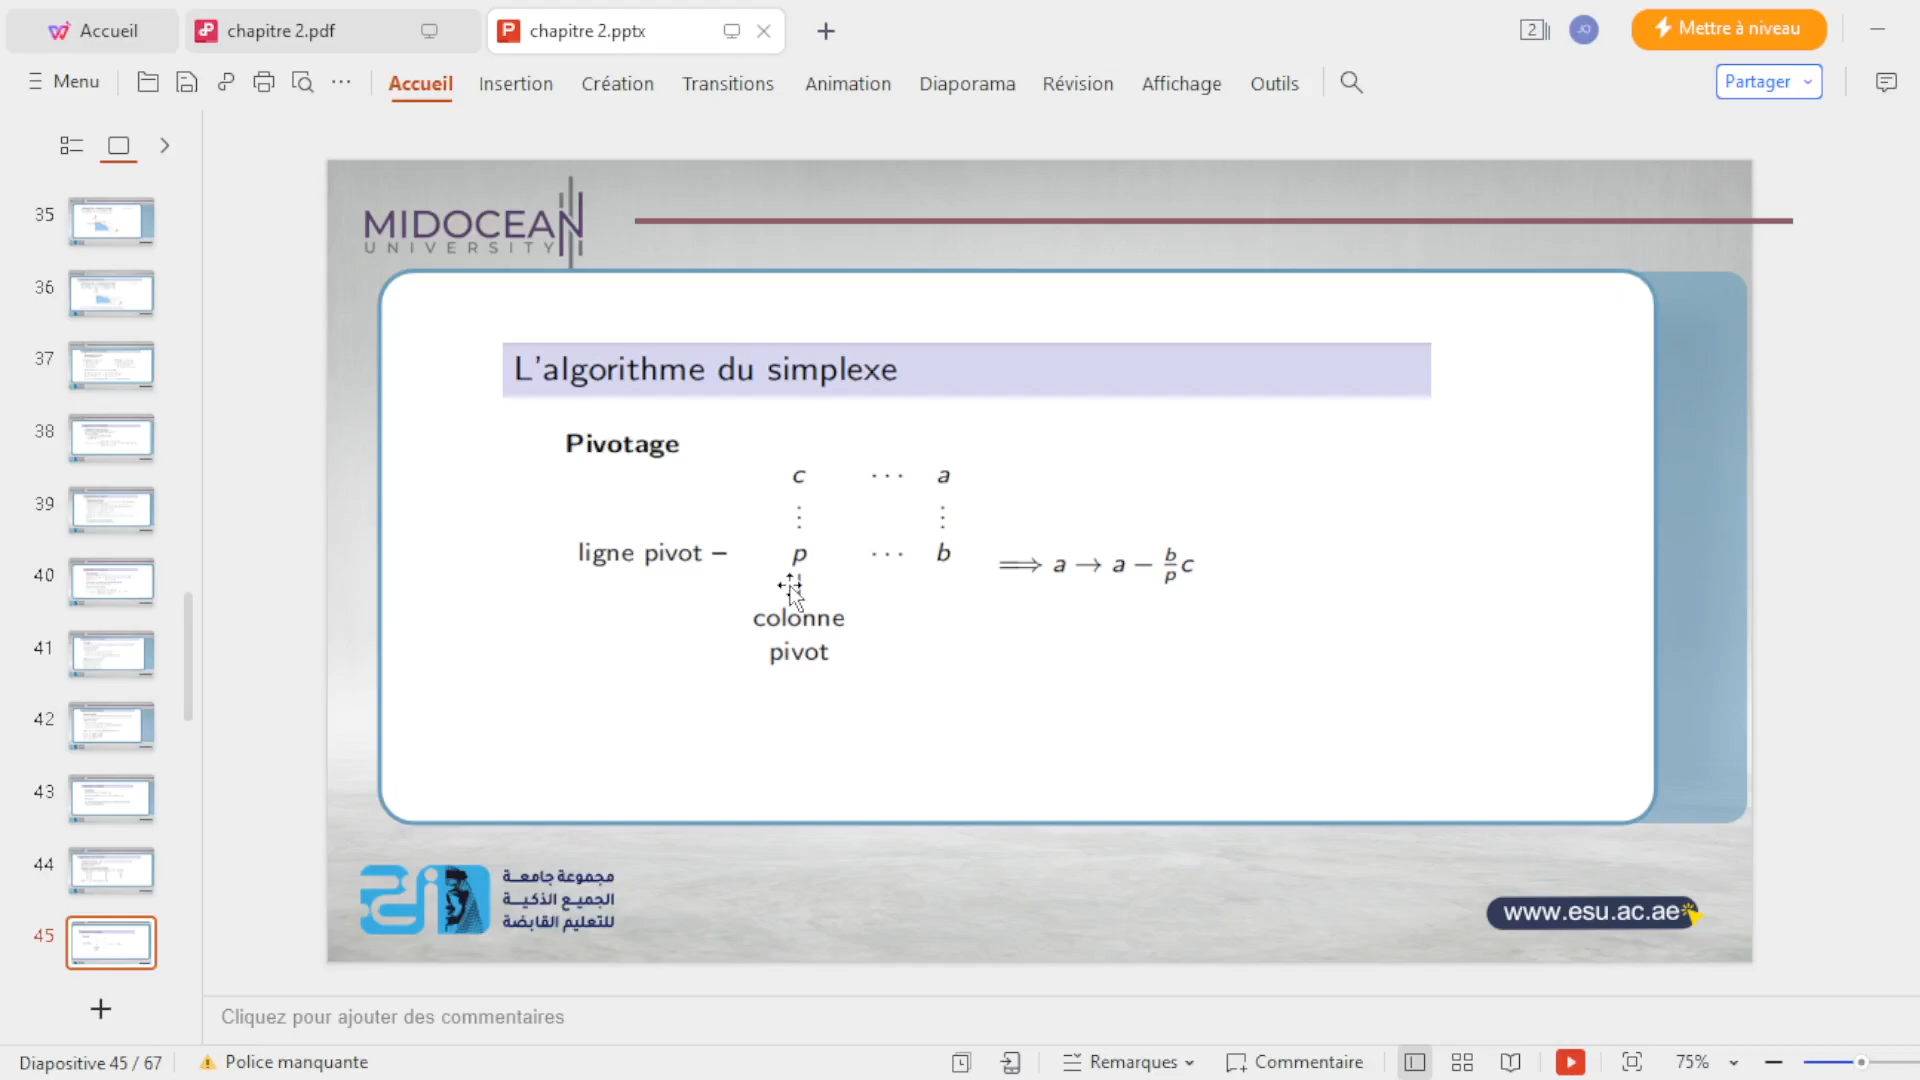 Accueil
chapitre 2.pdf
chapitre 2.pptx
2
JO
Mettre à niveau
Menu
Accueil
Insertion
Création
Transitions
Animation
Diaporama
Révision
Affichage
Outils
Partager
35
36
37
38
39
40
41
42
43
44
45
MIDOCEAN
UNIVERSITY
L'algorithme du simplexe
Pivotage
c ··· a
⋮ ⋮
ligne pivot – p ··· b ⟹ a → a − b/p c
colonne
pivot
مجموعة جامعة
الجميع الذكية
للتعليم القابضة
www.esu.ac.ae
Cliquez pour ajouter des commentaires
Diapositive 45 / 67
Police manquante
Remarques
Commentaire
75%